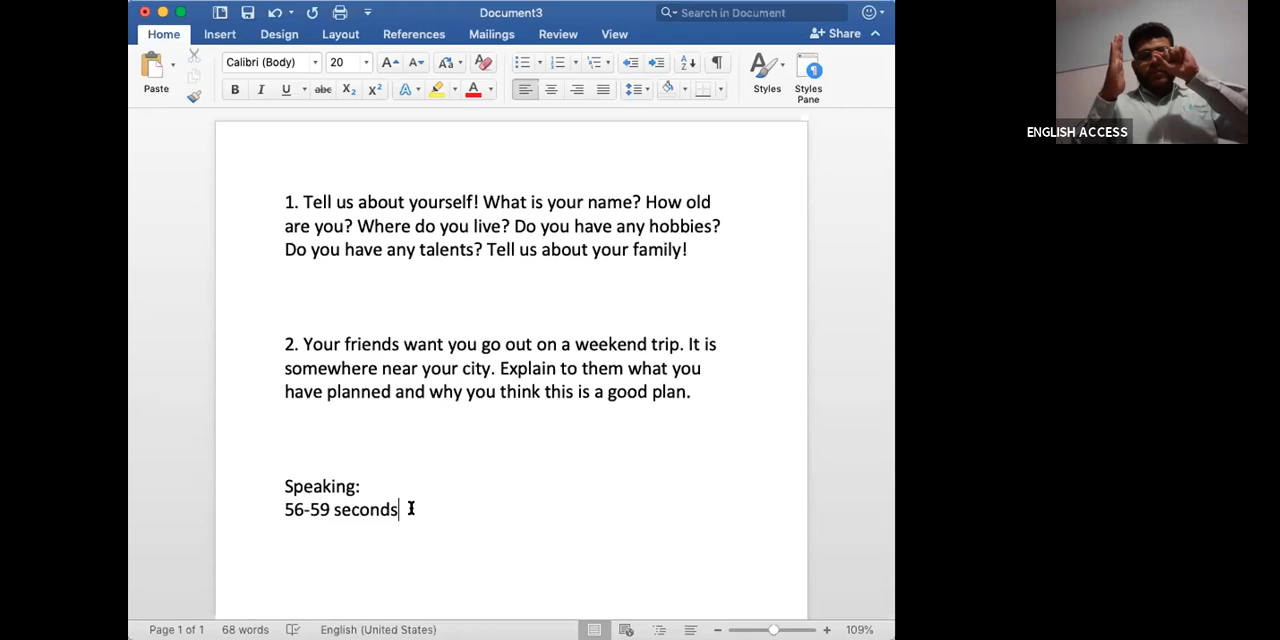 Document3
Search in Document
Home Insert Design Layout References Mailings Review View
Share
Calibri (Body) 20
Paste
Styles
Styles Pane
1. Tell us about yourself! What is your name? How old
are you? Where do you live? Do you have any hobbies?
Do you have any talents? Tell us about your family!
2. Your friends want you go out on a weekend trip. It is
somewhere near your city. Explain to them what you
have planned and why you think this is a good plan.
Speaking:
56-59 seconds
ENGLISH ACCESS
Page 1 of 1 68 words English (United States) 109%